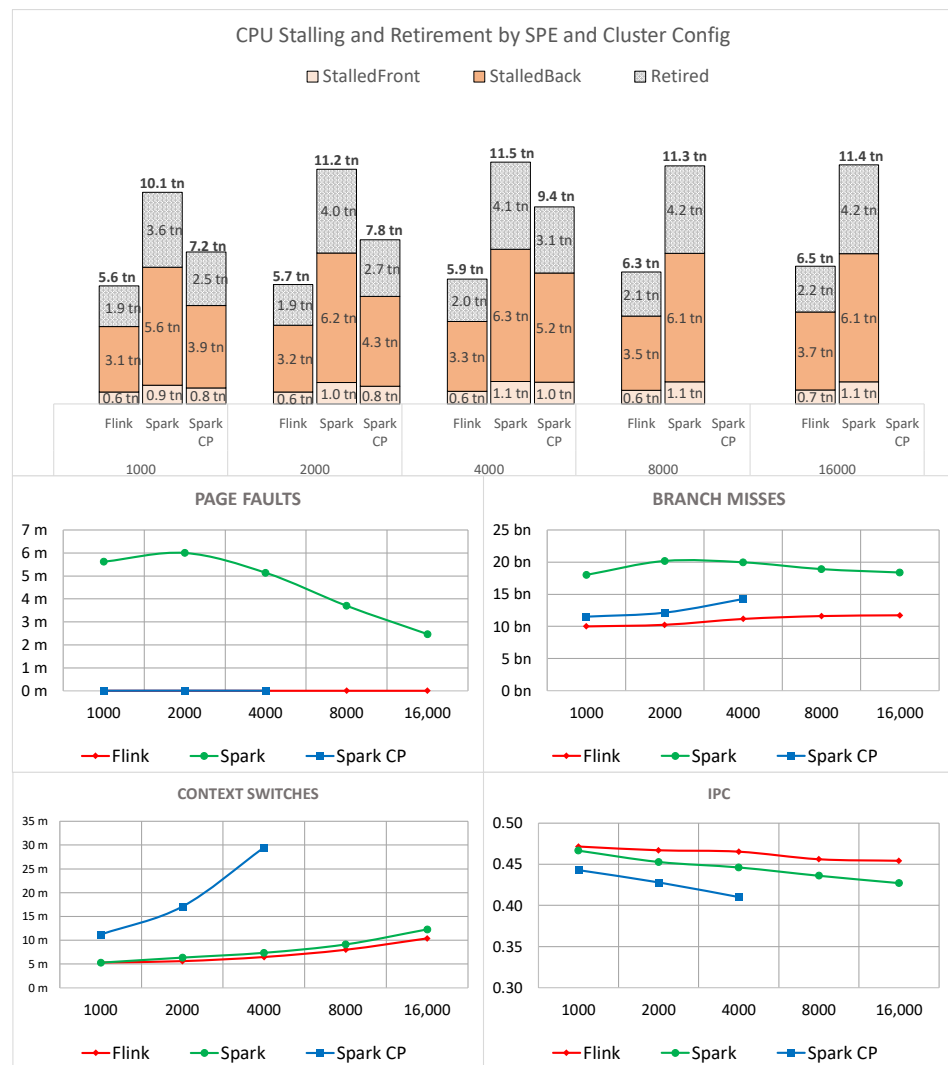 CPU Stalling and Retirement by SPE and Cluster Config
StalledFront StalledBack Retired
11.2 tn 11.5 tn 11.3 tn 11.4 tn
10.1 tn 9.4 tn
4.0 tn 4.1 tn 4.2 tn 4.2 tn
3.6 tn 7.2 tn 7.8 tn 3.1 tn
5.6 tn 5.7 tn 5.9 tn 6.3 tn 6.5 tn
1.9 tn 2.5 tn 1.9 tn 2.7 tn 2.0 tn 2.1 tn 2.2 tn
5.6 tn 6.2 tn 6.3 tn 5.2 tn 6.1 tn 6.1 tn
3.1 tn 3.9 tn 3.2 tn 4.3 tn 3.3 tn 3.5 tn 3.7 tn
0.6 tn 0.9 tn 0.8 tn 0.6 tn 1.0 tn 0.8 tn 0.6 tn 1.1 tn 1.0 tn 0.6 tn 1.1 tn 0.7 tn 1.1 tn
Flink Spark Spark Flink Spark Spark Flink Spark Spark Flink Spark Spark Flink Spark Spark
CP CP CP CP CP
1000 2000 4000 8000 16000
PAGE FAULTS
7 m
6 m
5 m
4 m
3 m
2 m
1 m
0 m
1000 2000 4000 8000 16,000
Flink Spark Spark CP
BRANCH MISSES
25 bn
20 bn
15 bn
10 bn
5 bn
0 bn
1000 2000 4000 8000 16,000
Flink Spark Spark CP
CONTEXT SWITCHES
35 m
30 m
25 m
20 m
15 m
10 m
5 m
0 m
1000 2000 4000 8000 16,000
Flink Spark Spark CP
IPC
0.50
0.45
0.40
0.35
0.30
1000 2000 4000 8000 16,000
Flink Spark Spark CP